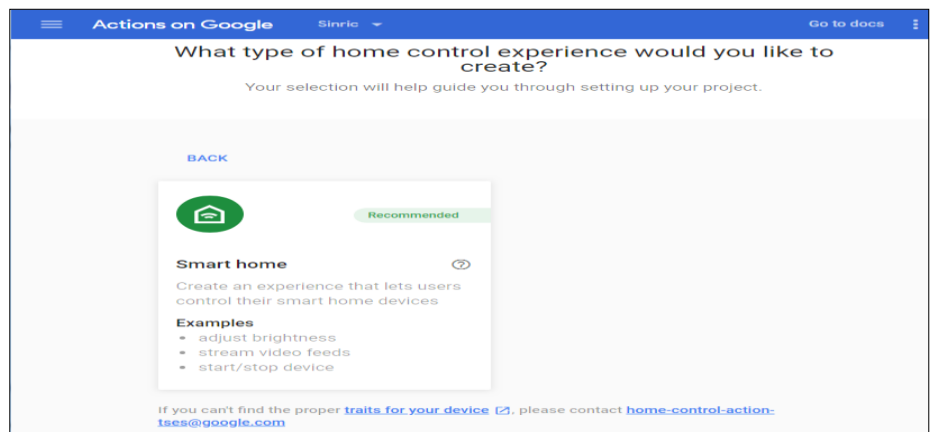 Actions on Google Sinric Go to docs
What type of home control experience would you like to
create?
Your selection will help guide you through setting up your project.
BACK
Recommended
Smart home
Create an experience that lets users
control their smart home devices
Examples
• adjust brightness
• stream video feeds
• start/stop device
If you can't find the proper traits for your device, please contact home-control-action-
tses@google.com